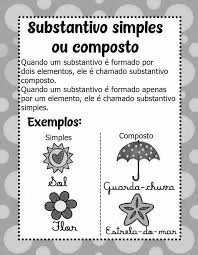 Substantivo simples
ou composto
Quando um substantivo é formado por
dois elementos, ele é chamado substantivo
composto.
Quando um substantivo é formado apenas
por um elemento, ele é chamado substantivo
simples.
Exemplos:
Simples Composto
Sol Guarda-chuva
Flor Estrela-do-mar